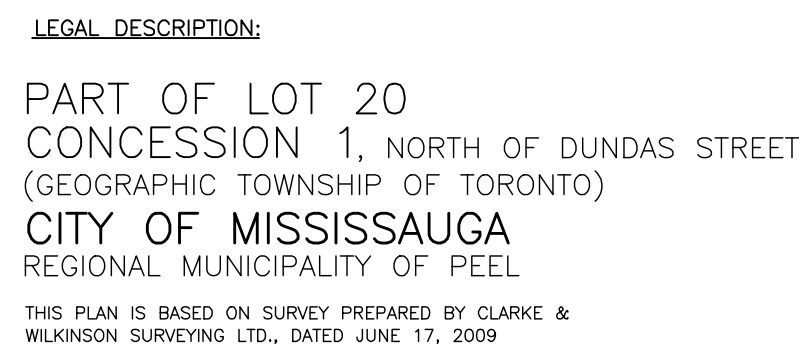 LEGAL DESCRIPTION:
PART OF LOT 20
CONCESSION 1, NORTH OF DUNDAS STREET
(GEOGRAPHIC TOWNSHIP OF TORONTO)
CITY OF MISSISSAUGA
REGIONAL MUNICIPALITY OF PEEL
THIS PLAN IS BASED ON SURVEY PREPARED BY CLARKE &
WILKINSON SURVEYING LTD., DATED JUNE 17, 2009